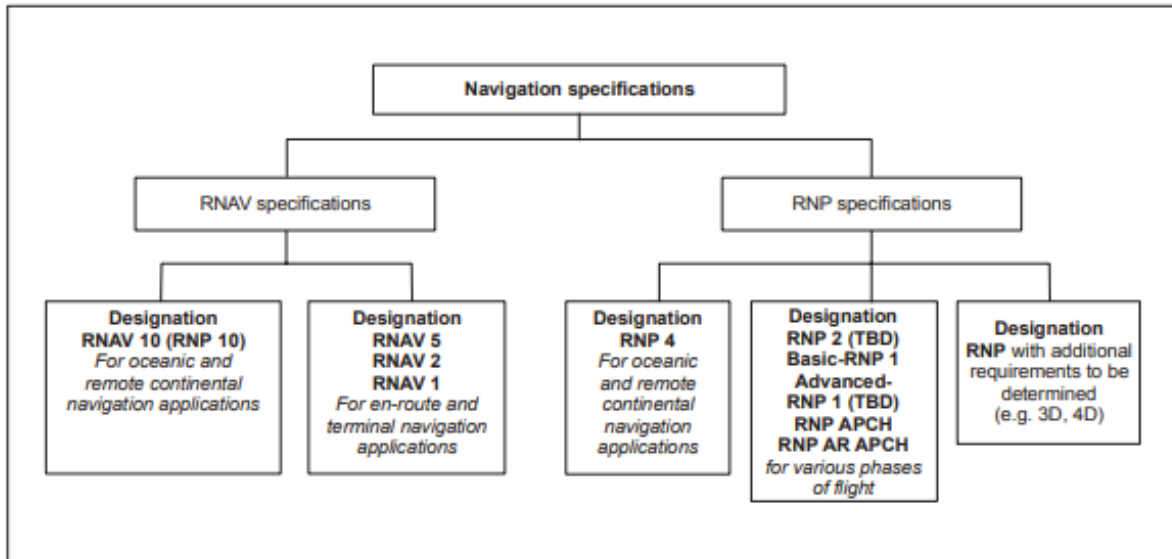 Navigation specifications
RNAV specifications
RNP specifications
Designation
RNAV 10 (RNP 10)
For oceanic and
remote continental
navigation applications
Designation
RNAV 5
RNAV 2
RNAV 1
For en-route and
terminal navigation
applications
Designation
RNP 4
For oceanic
and remote
continental
navigation
applications
Designation
RNP 2 (TBD)
Basic-RNP 1
Advanced-
RNP 1 (TBD)
RNP APCH
RNP AR APCH
for various phases
of flight
Designation
RNP with additional
requirements to be
determined
(e.g. 3D, 4D)